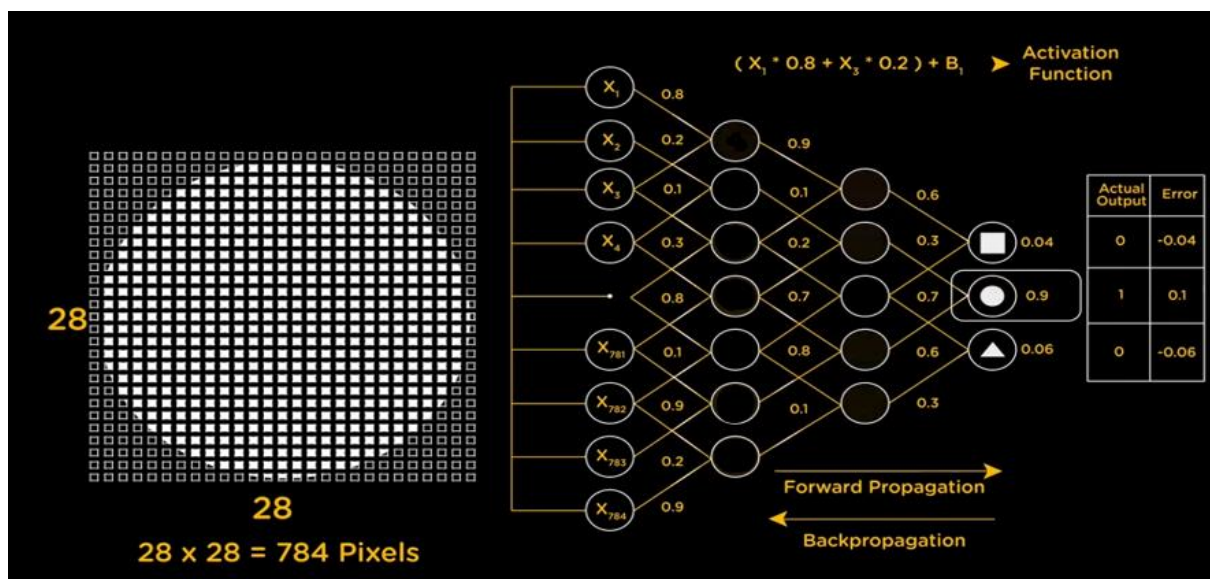 ( X₁ * 0.8 + X₃ * 0.2 ) + B₁
Activation
Function
28
28
28 x 28 = 784 Pixels
X₁
X₂
X₃
X₄
X₇₈₁
X₇₈₂
X₇₈₃
X₇₈₄
0.8
0.2
0.1
0.3
0.8
0.1
0.9
0.2
0.9
0.9
0.1
0.2
0.7
0.8
0.1
0.6
0.3
0.7
0.6
0.3
0.04
0.9
0.06
Actual Output Error
0 -0.04
1 0.1
0 -0.06
Forward Propagation
Backpropagation